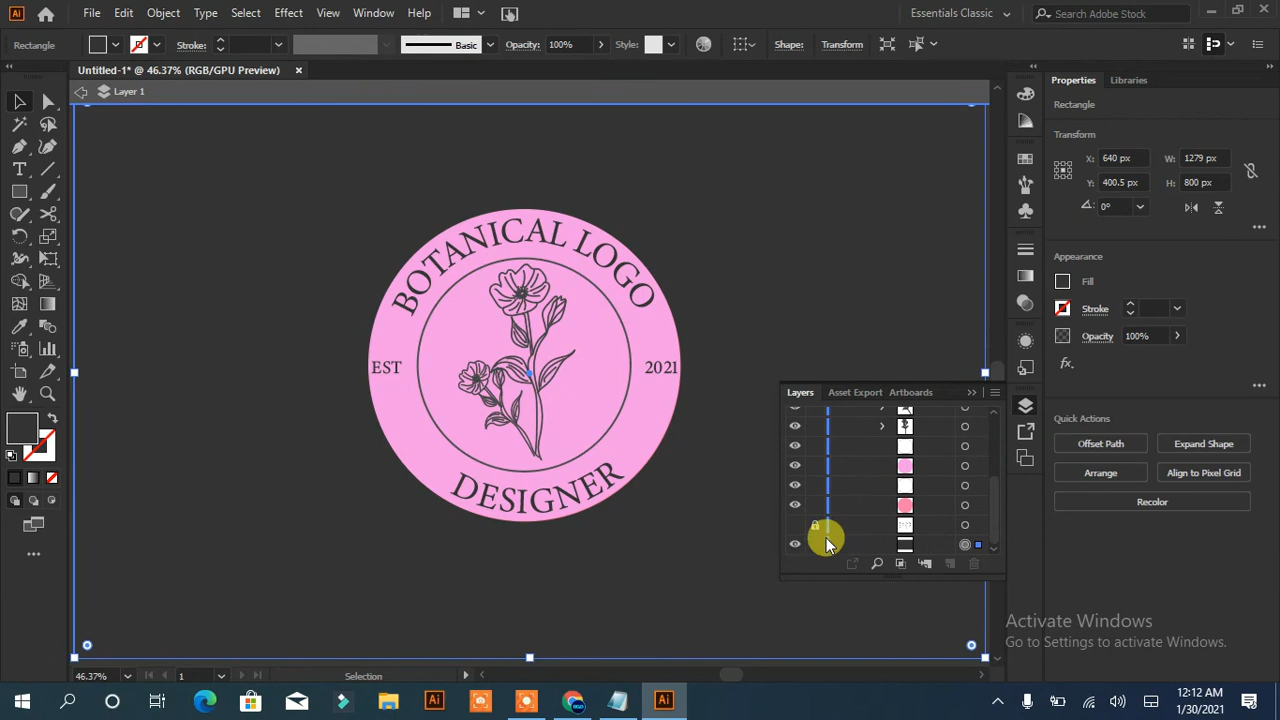 Ai File Edit Object Type Select Effect View Window Help Essentials Classic Search Adobe Stock
Rectangle Stroke: Basic Opacity: 100% Style: Shape: Transform
Untitled-1* @ 46.37% (RGB/GPU Preview)
Layer 1
Properties Libraries
Rectangle
Transform
X: 640 px W: 1279 px
Y: 400.5 px H: 800 px
0°
Appearance
Fill
Stroke
Opacity 100%
fx.
Quick Actions
Offset Path Expand Shape
Arrange Align to Pixel Grid
Recolor
BOTANICAL LOGO
EST 2021
DESIGNER
Layers Asset Export Artboards
Activate Windows
Go to Settings to activate Windows.
46.37% 1 Selection
Ai Ai
12:12 AM
1/30/2021